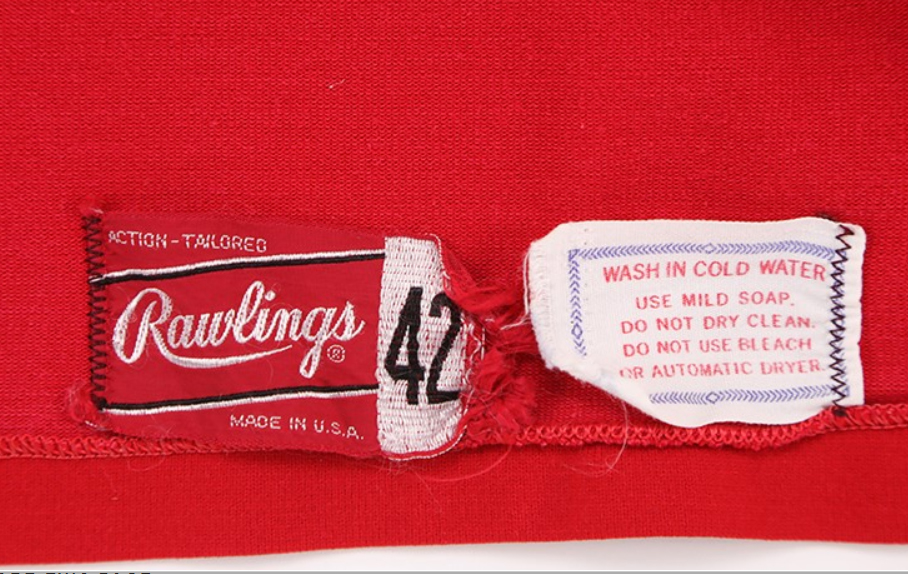 ACTION-TAILORED
Rawlings®
MADE IN U.S.A.
42
WASH IN COLD WATER
USE MILD SOAP.
DO NOT DRY CLEAN.
DO NOT USE BLEACH
OR AUTOMATIC DRYER.